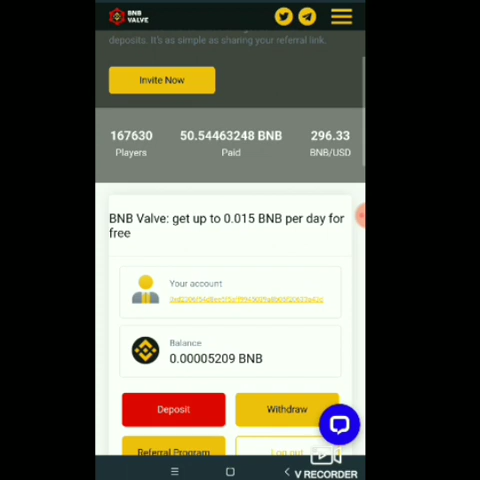 BNB
VALVE
deposits. It's as simple as sharing your referral link.
Invite Now
167630 50.54463248 BNB 296.33
Players Paid BNB/USD
BNB Valve: get up to 0.015 BNB per day for
free
Your account
Balance
0.00005209 BNB
Deposit Withdraw
Referral Program Log out
V RECORDER